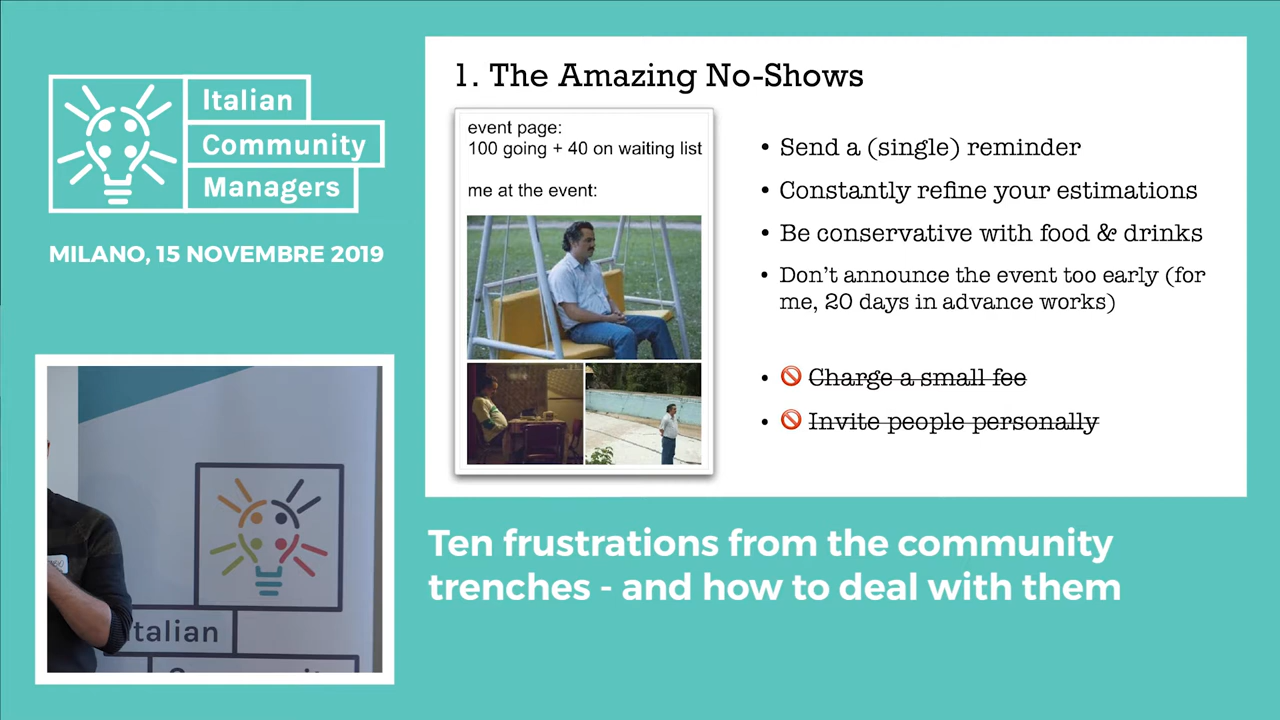 Italian
Community
Managers
MILANO, 15 NOVEMBRE 2019
1. The Amazing No-Shows
event page:
100 going + 40 on waiting list
me at the event:
• Send a (single) reminder
• Constantly refine your estimations
• Be conservative with food & drinks
• Don't announce the event too early (for
me, 20 days in advance works)
• 🚫 Charge a small fee
• 🚫 Invite people personally
Italian
Ten frustrations from the community
trenches - and how to deal with them